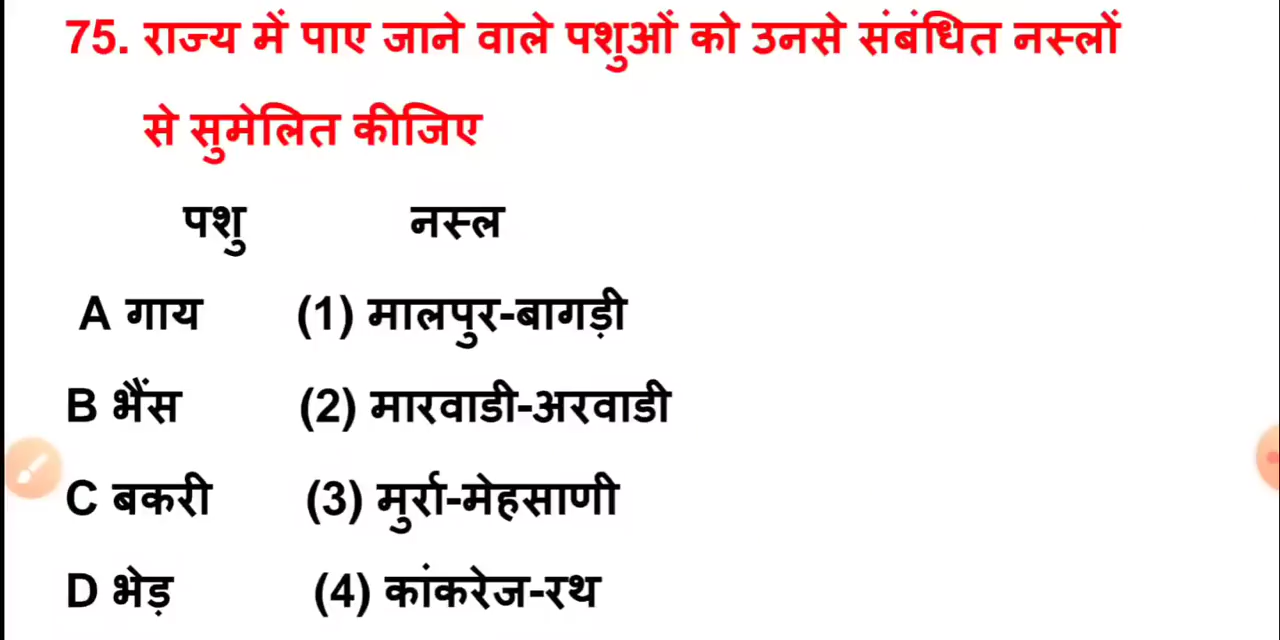 75. राज्य में पाए जाने वाले पशुओं को उनसे संबंधित नस्लों
से सुमेलित कीजिए
पशु नस्ल
A गाय (1) मालपुर-बागड़ी
B भैंस (2) मारवाडी-अरवाडी
C बकरी (3) मुर्रा-मेहसाणी
D भेड़ (4) कांकरेज-रथ